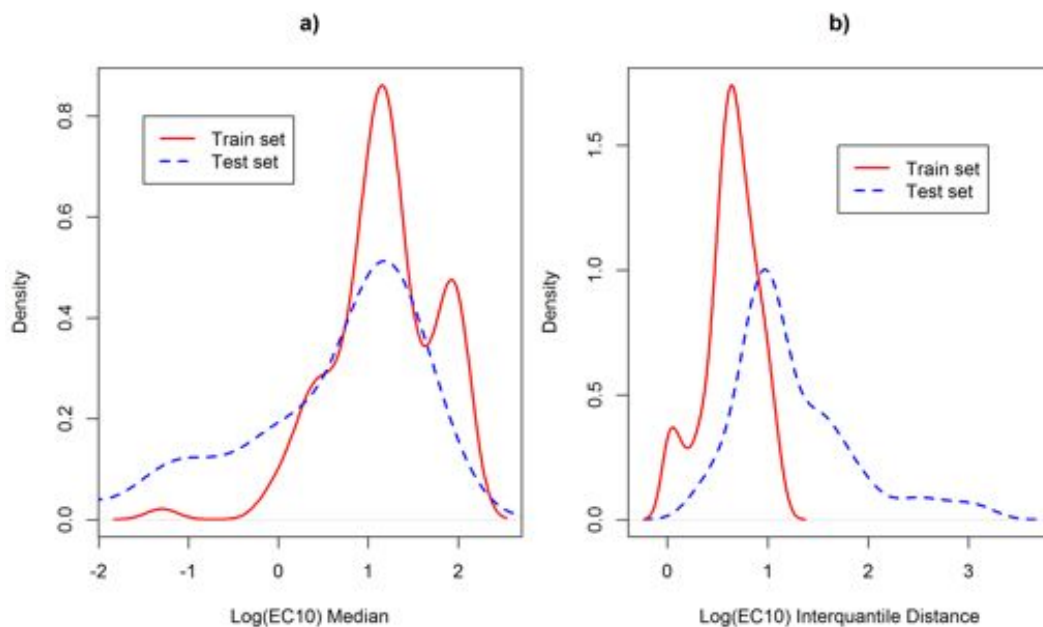 a)
Density
0.8
0.6
0.4
0.2
0.0
Train set
Test set
-2 -1 0 1 2
Log(EC10) Median
b)
Density
1.5
1.0
0.5
0.0
Train set
Test set
0 1 2 3
Log(EC10) Interquantile Distance